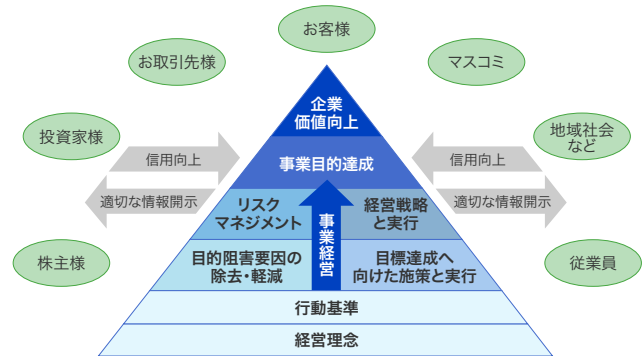 お客様
お取引先様
マスコミ
企業
価値向上
投資家様
地域社会
など
信用向上
事業目的達成
信用向上
適切な情報開示
リスク
マネジメント
経営戦略
と実行
適切な情報開示
事業経営
株主様
目的阻害要因の
除去・軽減
目標達成へ
向けた施策と実行
従業員
行動基準
経営理念